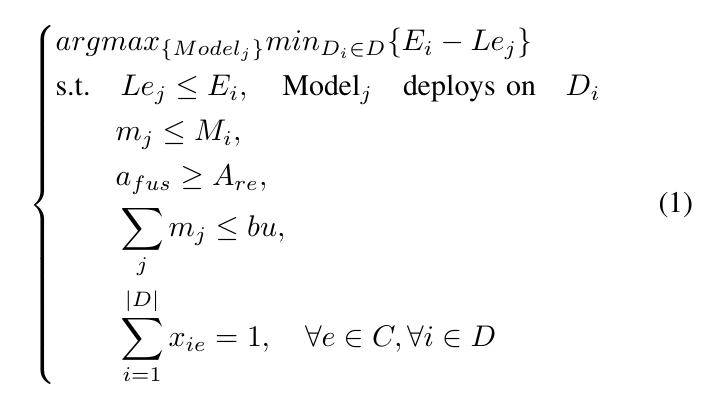 argmax_{Model_j} min_{D_i∈D}{E_i − Le_j}
s.t. Le_j ≤ E_i, Model_j deploys on D_i
m_j ≤ M_i,
a_{fus} ≥ A_{re},
∑_j m_j ≤ bu, (1)
∑_{i=1}^{|D|} x_{ie} = 1, ∀e ∈ C, ∀i ∈ D